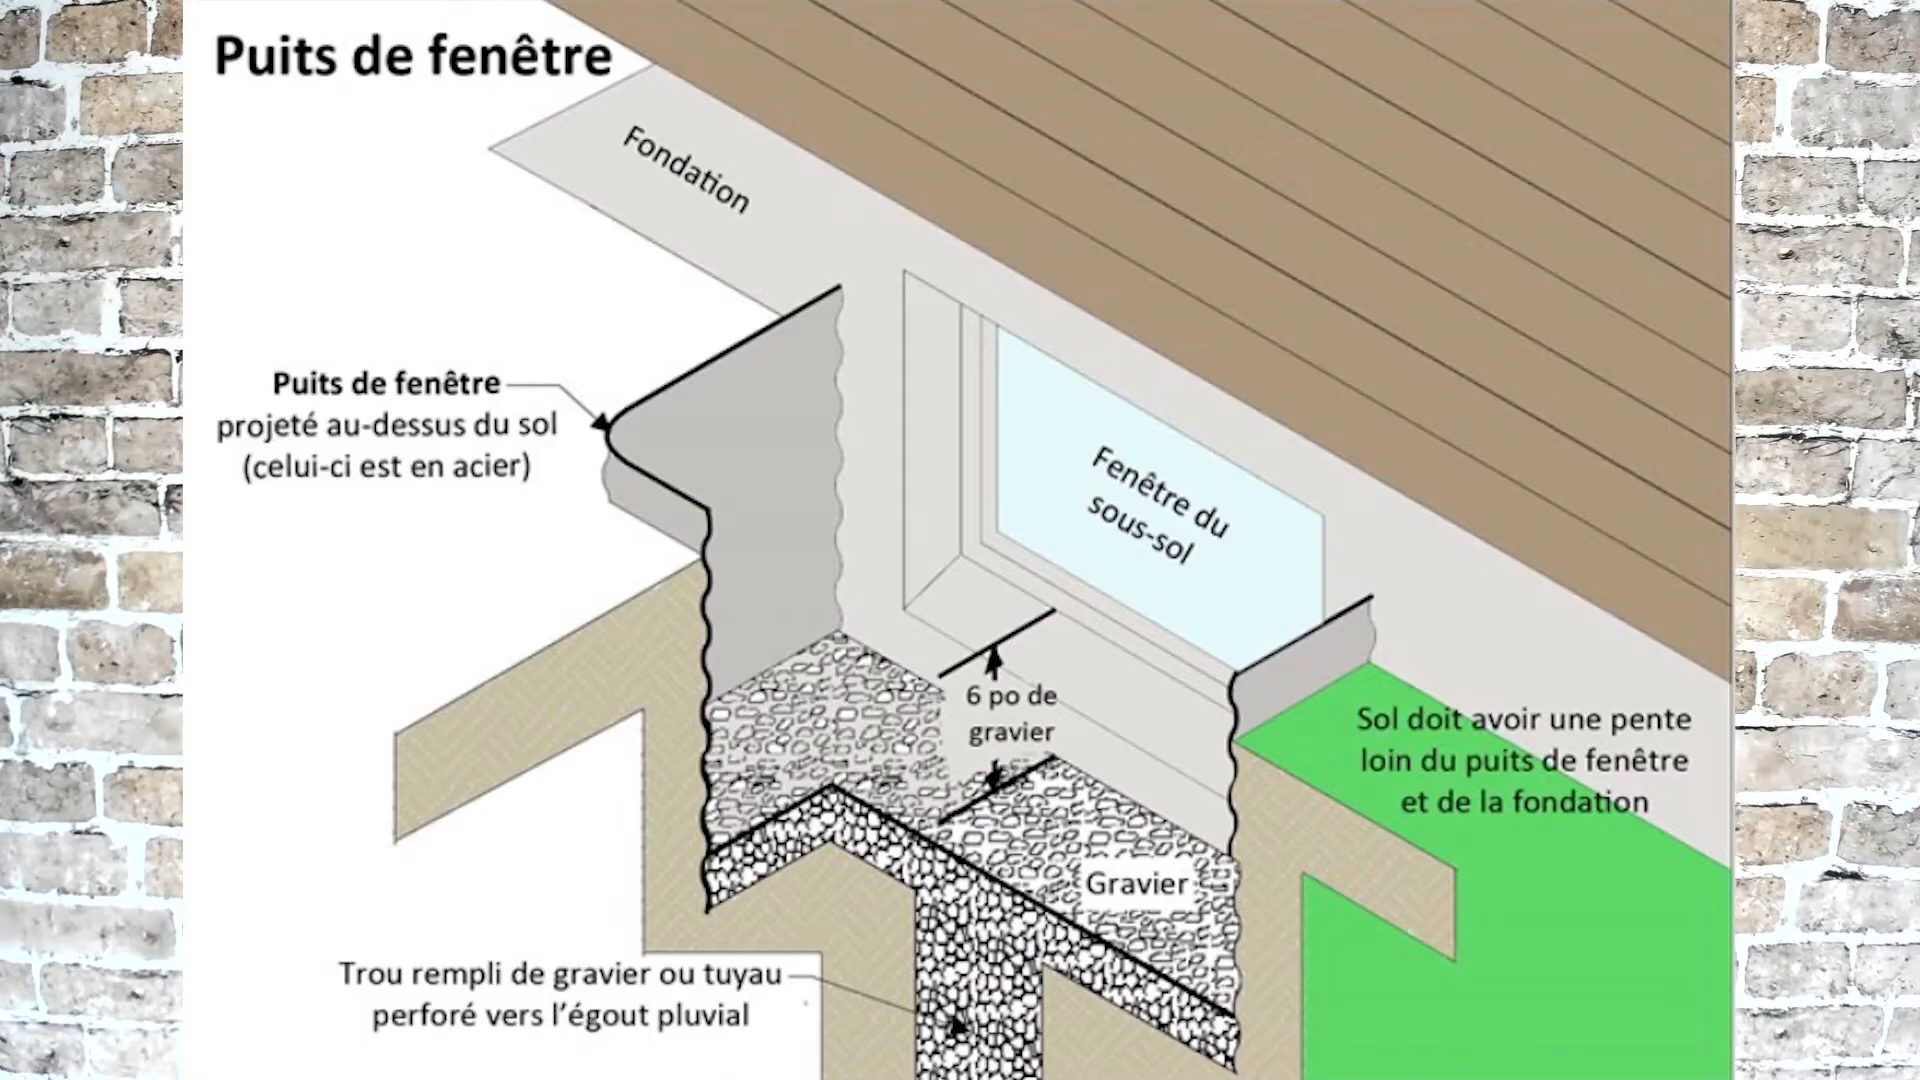 Puits de fenêtre
Fondation
Puits de fenêtre
projeté au-dessus du sol
(celui-ci est en acier)
Fenêtre du
sous-sol
6 po de
gravier
Sol doit avoir une pente
loin du puits de fenêtre
et de la fondation
Gravier
Trou rempli de gravier ou tuyau
perforé vers l'égout pluvial